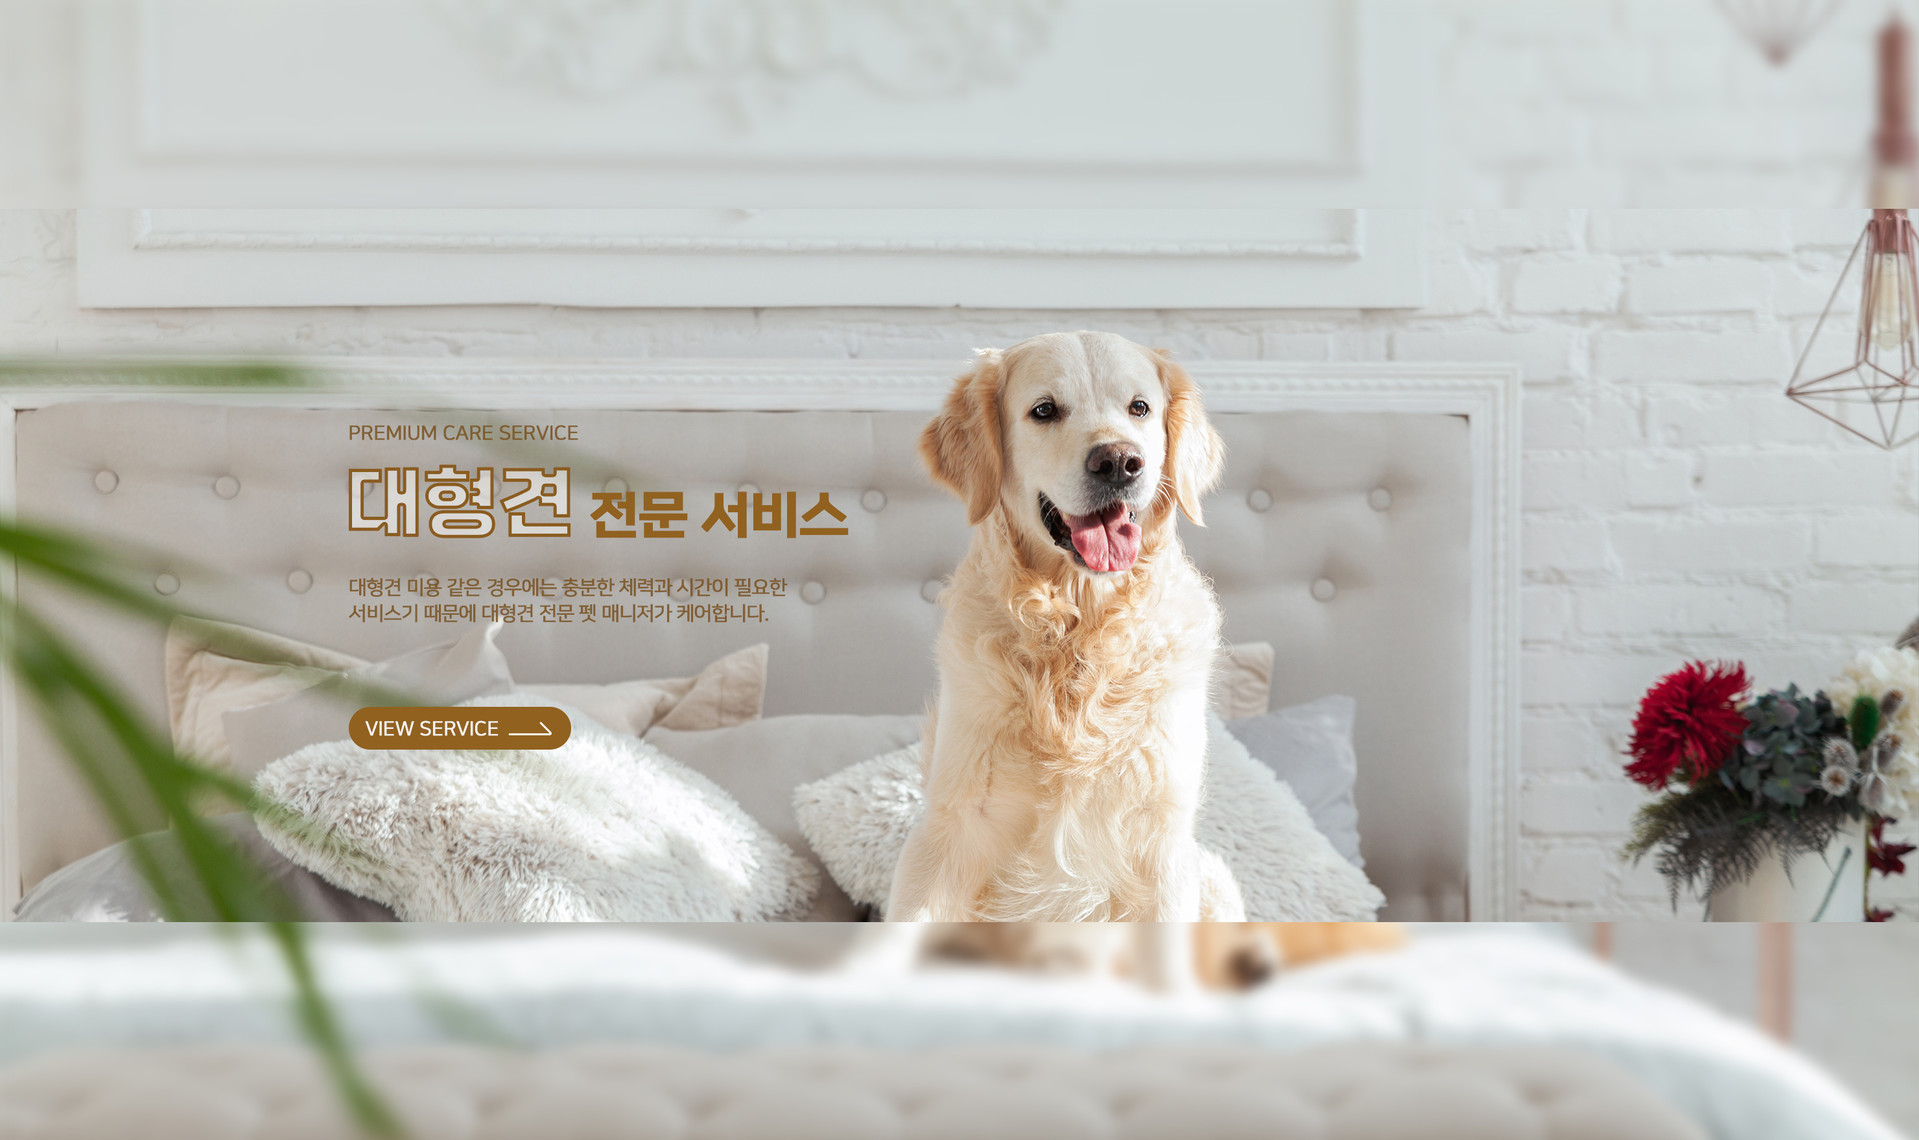 PREMIUM CARE SERVICE
대형견 전문 서비스
대형견 미용 같은 경우에는 충분한 체력과 시간이 필요한
서비스기 때문에 대형견 전문 펫 매니저가 케어합니다.
VIEW SERVICE